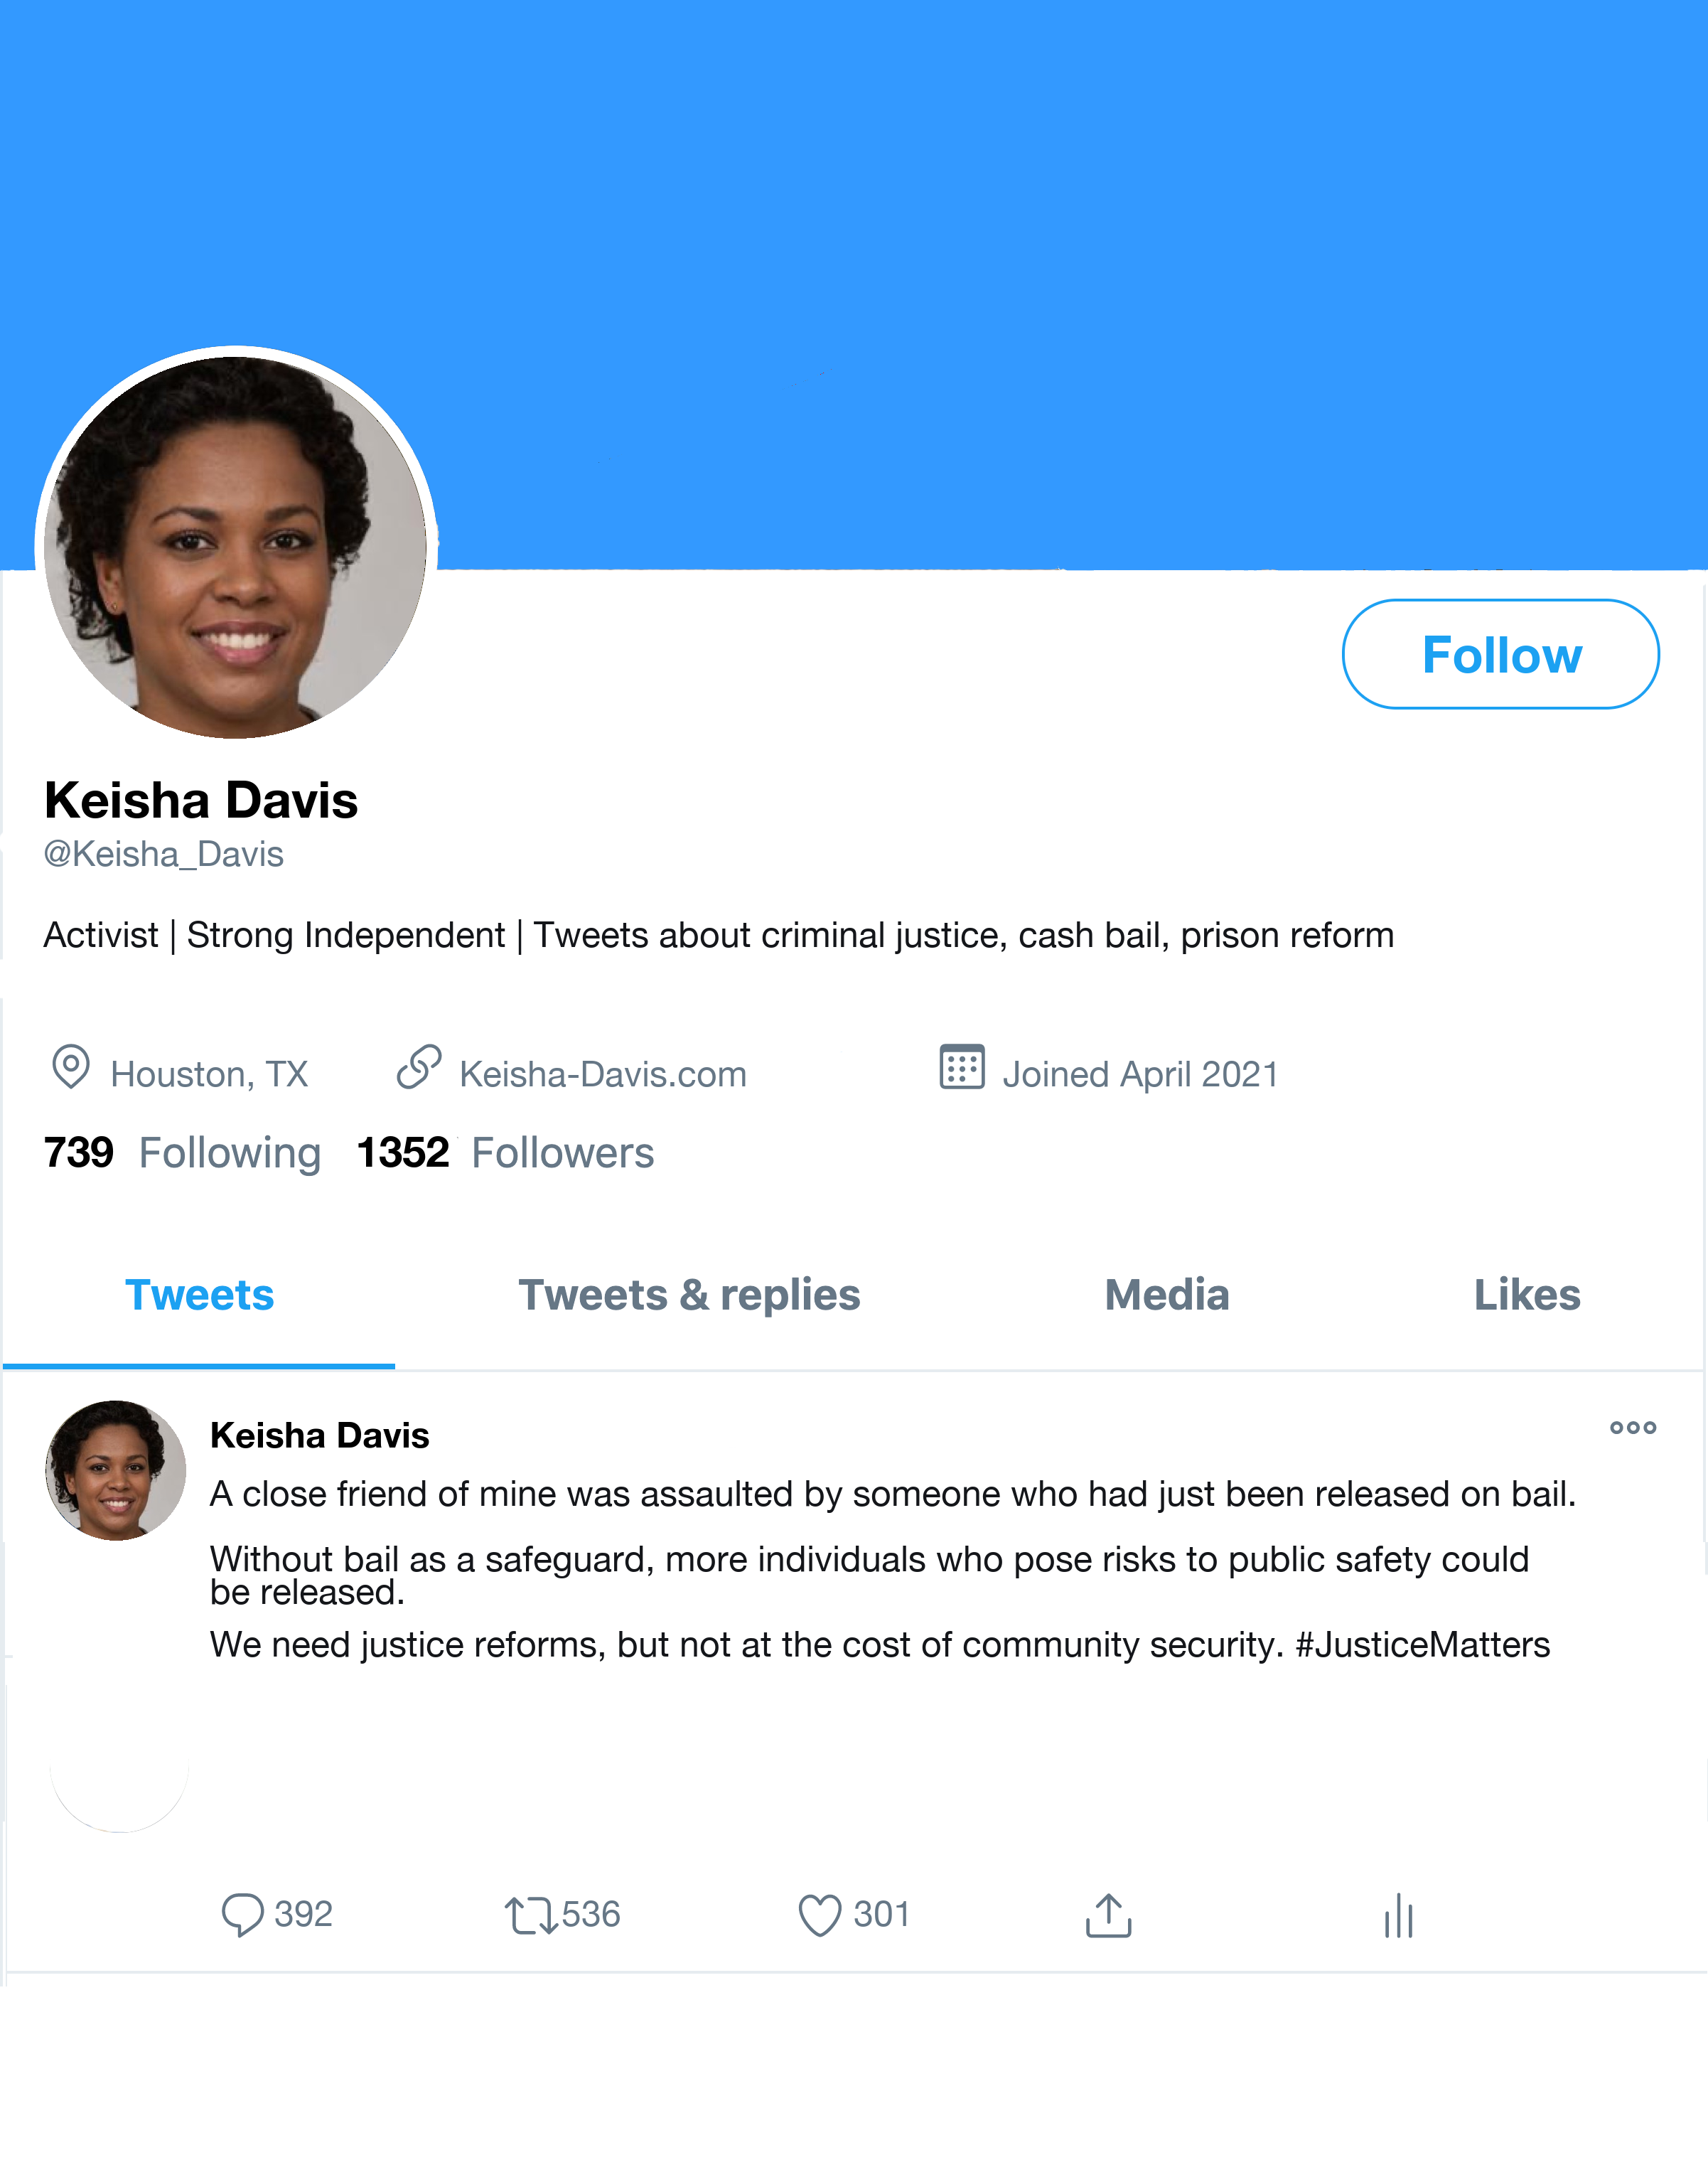 Follow
Keisha Davis
@Keisha_Davis
Activist | Strong Independent | Tweets about criminal justice, cash bail, prison reform
Houston, TX Keisha-Davis.com Joined April 2021
739 Following 1352 Followers
Tweets Tweets & replies Media Likes
Keisha Davis
A close friend of mine was assaulted by someone who had just been released on bail.
Without bail as a safeguard, more individuals who pose risks to public safety could
be released.
We need justice reforms, but not at the cost of community security. #JusticeMatters
392 536 301